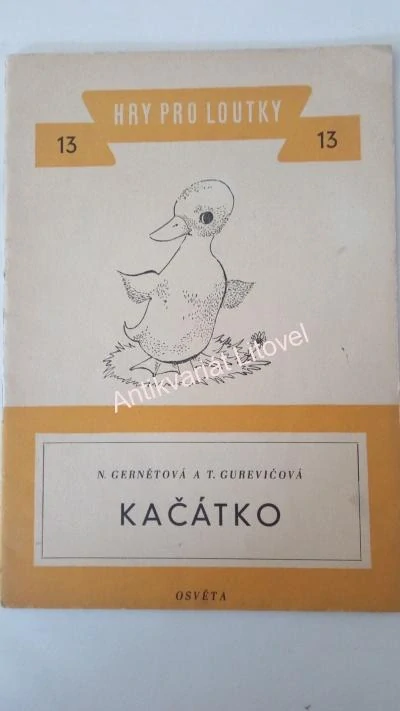 HRY PRO LOUTKY
13 13
Antikvariát Litovel
N. GERNĚTOVÁ A T. GUREVIČOVÁ
KAČÁTKO
OSVĚTA